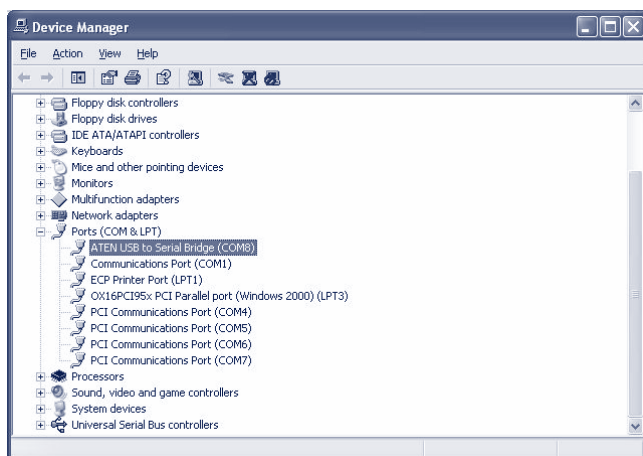 Device Manager
File Action View Help
Floppy disk controllers
Floppy disk drives
IDE ATA/ATAPI controllers
Keyboards
Mice and other pointing devices
Monitors
Multifunction adapters
Network adapters
Ports (COM & LPT)
ATEN USB to Serial Bridge (COM8)
Communications Port (COM1)
ECP Printer Port (LPT1)
OX16PCI95x PCI Parallel port (Windows 2000) (LPT3)
PCI Communications Port (COM4)
PCI Communications Port (COM5)
PCI Communications Port (COM6)
PCI Communications Port (COM7)
Processors
Sound, video and game controllers
System devices
Universal Serial Bus controllers